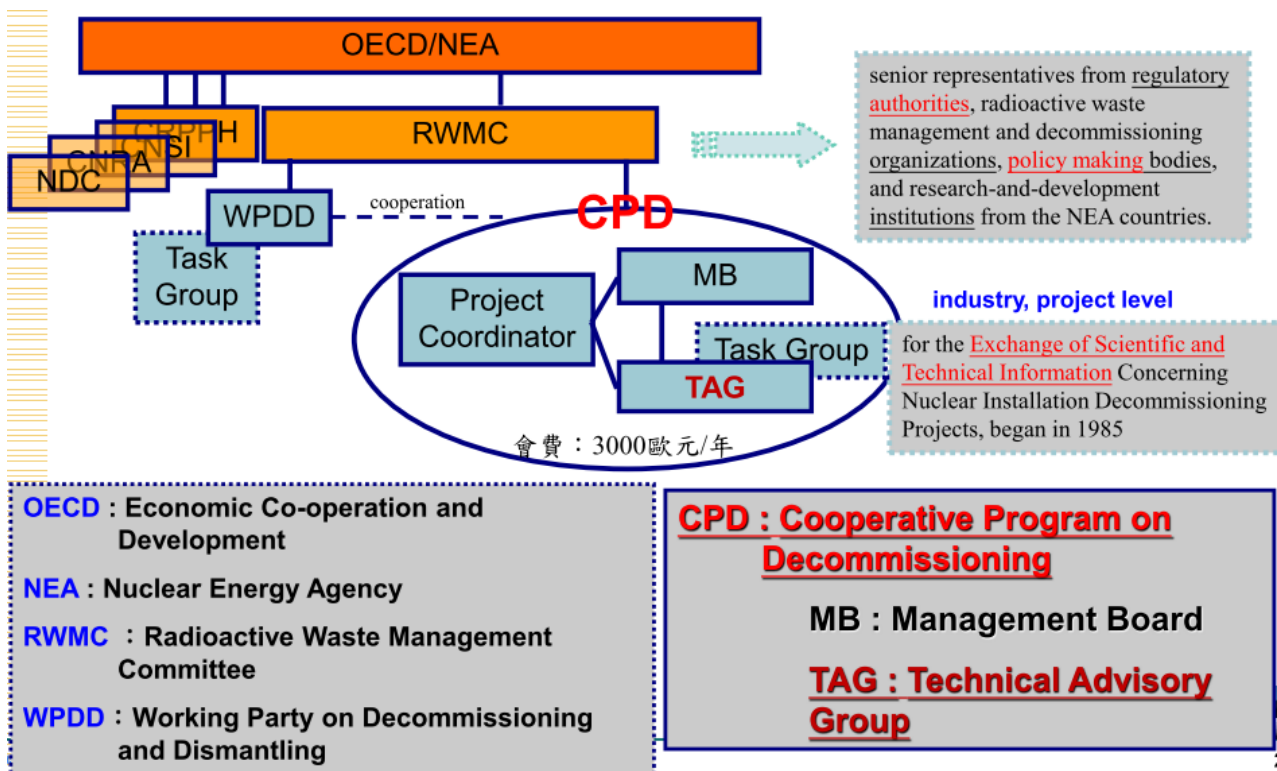 OECD/NEA
CRPPH
CNSI
CNRA
NDC
RWMC
senior representatives from regulatory
authorities, radioactive waste
management and decommissioning
organizations, policy making bodies,
and research-and-development
institutions from the NEA countries.
WPDD
cooperation
CPD
Task
Group
MB
Project
Coordinator
Task Group
TAG
會費：3000歐元/年
industry, project level
for the Exchange of Scientific and
Technical Information Concerning
Nuclear Installation Decommissioning
Projects, began in 1985
OECD : Economic Co-operation and
Development
NEA : Nuclear Energy Agency
RWMC ：Radioactive Waste Management
Committee
WPDD：Working Party on Decommissioning
and Dismantling
CPD : Cooperative Program on
Decommissioning
MB : Management Board
TAG : Technical Advisory
Group